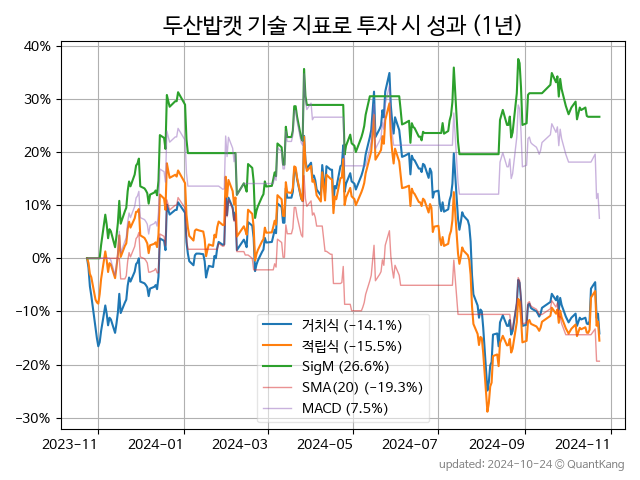 두산밥캣 기술 지표로 투자 시 성과 (1년)
40%
30%
20%
10%
0%
−10%
−20%
−30%
거치식 (−14.1%)
적립식 (−15.5%)
SigM (26.6%)
SMA(20) (−19.3%)
MACD (7.5%)
2023−11
2024−01
2024−03
2024−05
2024−07
2024−09
2024−11
updated: 2024-10-24 © QuantKang